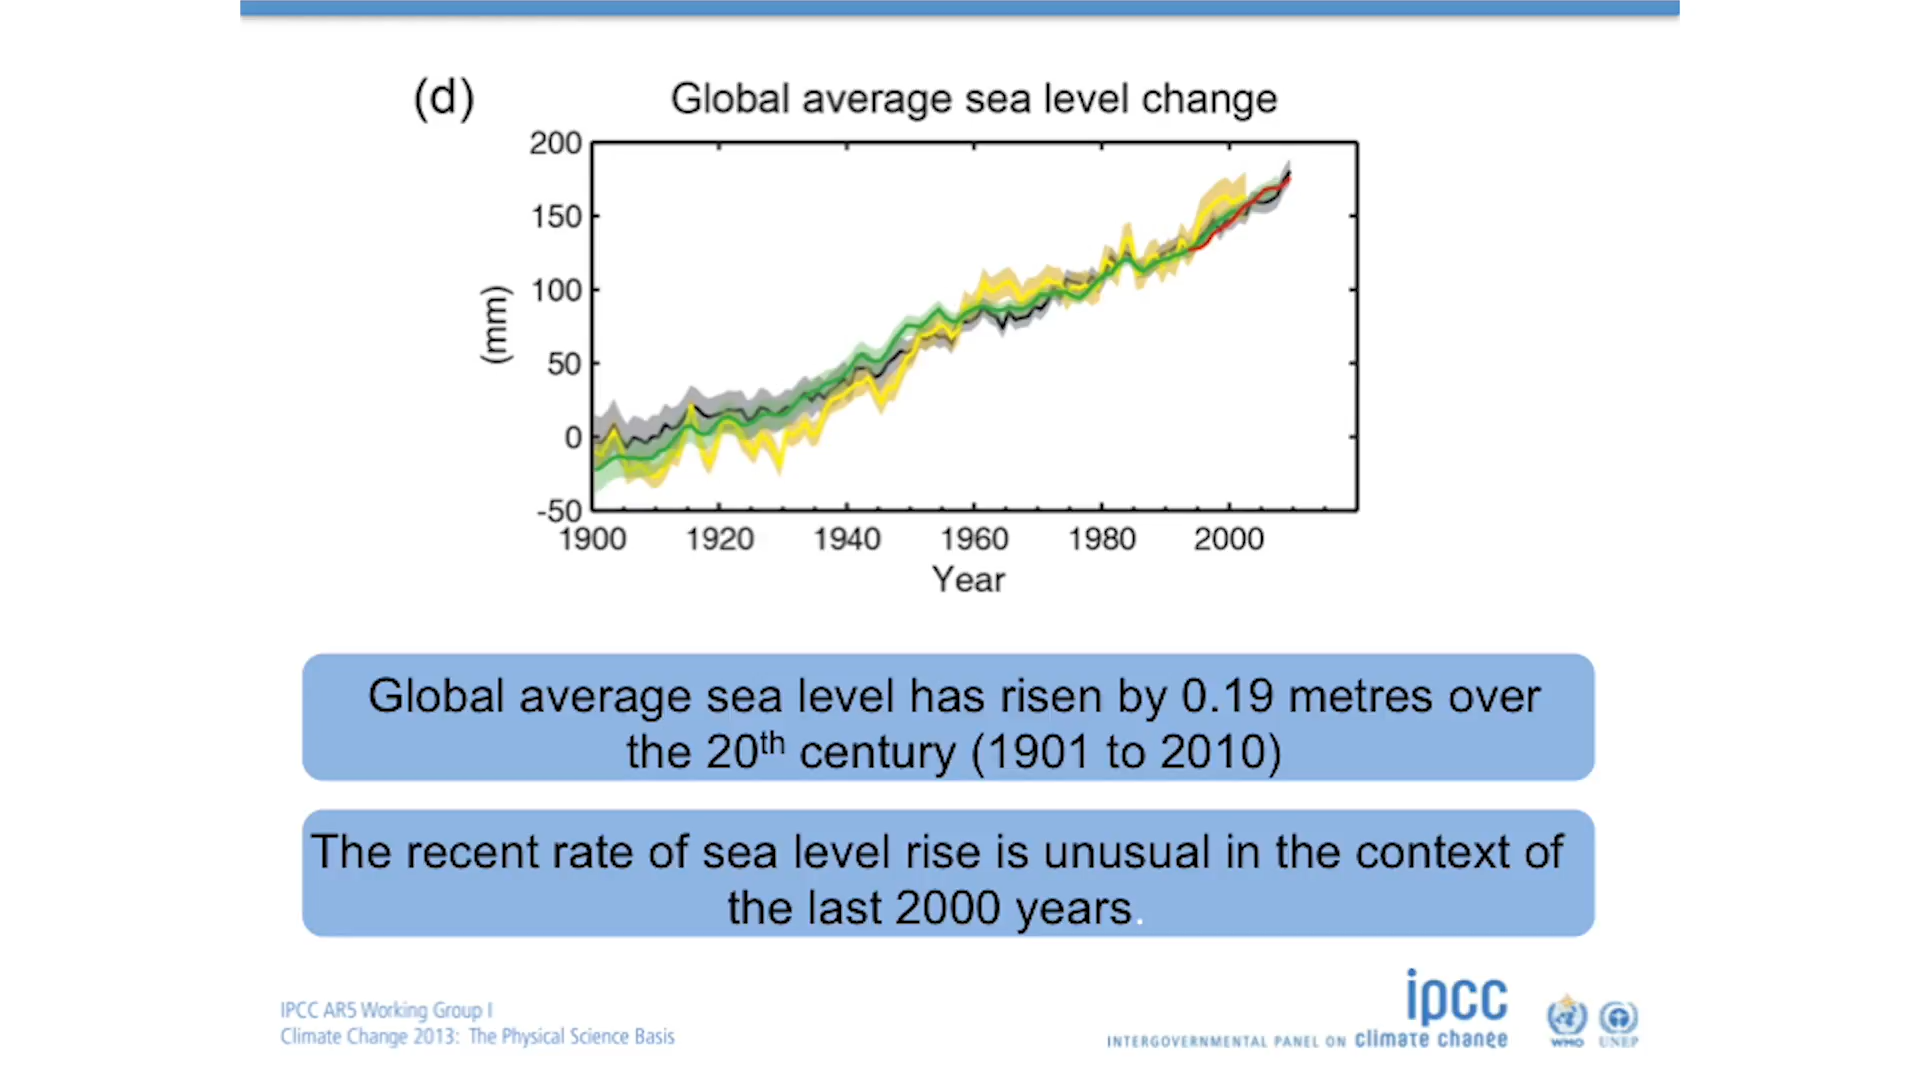 (d)
Global average sea level change
200
150
100
50
0
-50
(mm)
1900 1920 1940 1960 1980 2000
Year
Global average sea level has risen by 0.19 metres over
the 20th century (1901 to 2010)
The recent rate of sea level rise is unusual in the context of
the last 2000 years.
IPCC AR5 Working Group I
Climate Change 2013: The Physical Science Basis
ipcc
INTERGOVERNMENTAL PANEL ON climate change
WMO UNEP